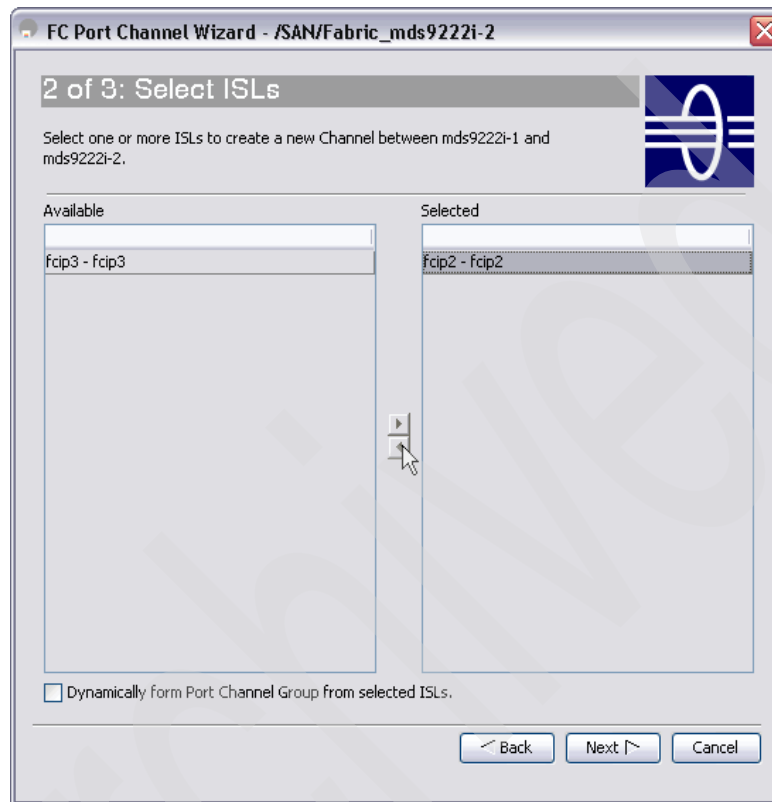 FC Port Channel Wizard - /SAN/Fabric_mds9222i-2
2 of 3: Select ISLs
Select one or more ISLs to create a new Channel between mds9222i-1 and
mds9222i-2.
Available
Selected
fcip3 - fcip3
fcip2 - fcip2
Dynamically form Port Channel Group from selected ISLs.
Back
Next
Cancel